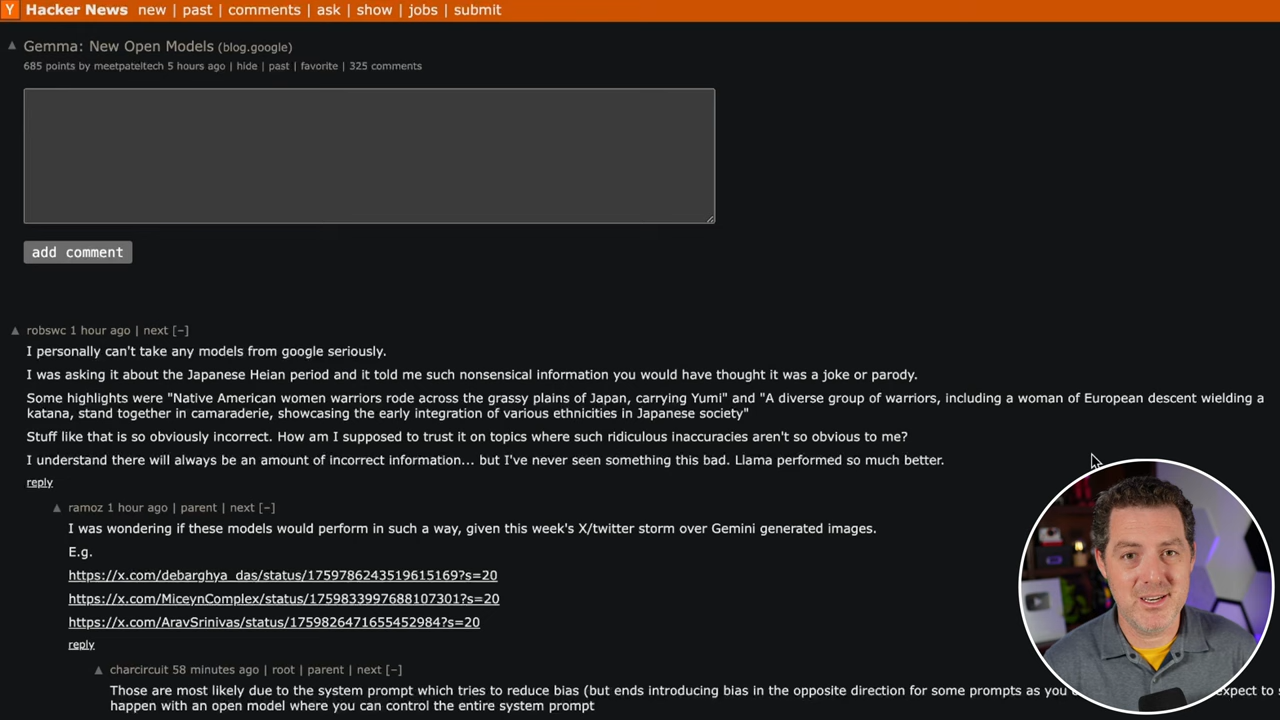 Y Hacker News new | past | comments | ask | show | jobs | submit
▲ Gemma: New Open Models (blog.google)
685 points by meetpateltech 5 hours ago | hide | past | favorite | 325 comments
add comment
▲ robswc 1 hour ago | next [–]
I personally can't take any models from google seriously.
I was asking it about the Japanese Heian period and it told me such nonsensical information you would have thought it was a joke or parody.
Some highlights were "Native American women warriors rode across the grassy plains of Japan, carrying Yumi" and "A diverse group of warriors, including a woman of European descent wielding a
katana, stand together in camaraderie, showcasing the early integration of various ethnicities in Japanese society"
Stuff like that is so obviously incorrect. How am I supposed to trust it on topics where such ridiculous inaccuracies aren't so obvious to me?
I understand there will always be an amount of incorrect information... but I've never seen something this bad. Llama performed so much better.
reply
▲ ramoz 1 hour ago | parent | next [–]
I was wondering if these models would perform in such a way, given this week's X/twitter storm over Gemini generated images.
E.g.
https://x.com/debarghya_das/status/1759786243519615169?s=20
https://x.com/MiceynComplex/status/1759833997688107301?s=20
https://x.com/AravSrinivas/status/1759826471655452984?s=20
reply
▲ charcircuit 58 minutes ago | root | parent | next [–]
Those are most likely due to the system prompt which tries to reduce bias (but ends introducing bias in the opposite direction for some prompts as you expect to
happen with an open model where you can control the entire system prompt